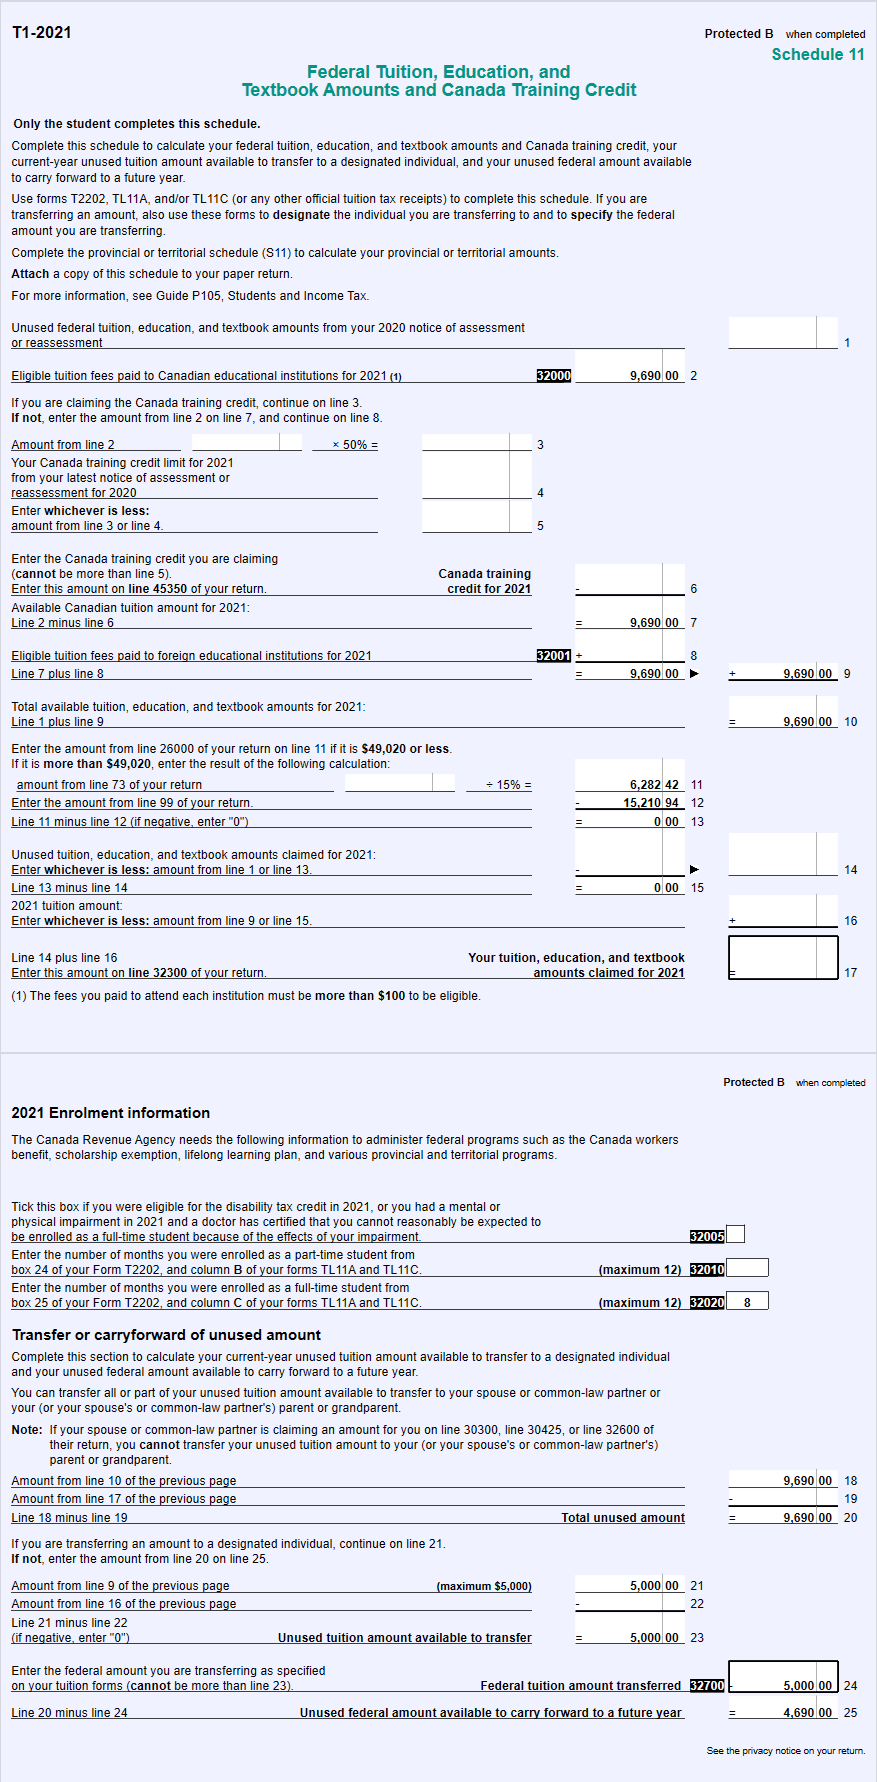 T1-2021
Protected B when completed
Schedule 11
Federal Tuition, Education, and
Textbook Amounts and Canada Training Credit
Only the student completes this schedule.
Complete this schedule to calculate your federal tuition, education, and textbook amounts and Canada training credit, your
current-year unused tuition amount available to transfer to a designated individual, and your unused federal amount available
to carry forward to a future year.
Use forms T2202, TL11A, and/or TL11C (or any other official tuition tax receipts) to complete this schedule. If you are
transferring an amount, also use these forms to designate the individual you are transferring to and to specify the federal
amount you are transferring.
Complete the provincial or territorial schedule (S11) to calculate your provincial or territorial amounts.
Attach a copy of this schedule to your paper return.
For more information, see Guide P105, Students and Income Tax.
Unused federal tuition, education, and textbook amounts from your 2020 notice of assessment
or reassessment 1
Eligible tuition fees paid to Canadian educational institutions for 2021 (1) 32000 9,690 00 2
If you are claiming the Canada training credit, continue on line 3.
If not, enter the amount from line 2 on line 7, and continue on line 8.
Amount from line 2 × 50% = 3
Your Canada training credit limit for 2021
from your latest notice of assessment or
reassessment for 2020 4
Enter whichever is less:
amount from line 3 or line 4. 5
Enter the Canada training credit you are claiming
(cannot be more than line 5). Canada training
Enter this amount on line 45350 of your return. credit for 2021 - 6
Available Canadian tuition amount for 2021:
Line 2 minus line 6 = 9,690 00 7
Eligible tuition fees paid to foreign educational institutions for 2021 32001 + 8
Line 7 plus line 8 = 9,690 00 ► + 9,690 00 9
Total available tuition, education, and textbook amounts for 2021:
Line 1 plus line 9 = 9,690 00 10
Enter the amount from line 26000 of your return on line 11 if it is $49,020 or less.
If it is more than $49,020, enter the result of the following calculation:
amount from line 73 of your return ÷ 15% = 6,282 42 11
Enter the amount from line 99 of your return. - 15,210 94 12
Line 11 minus line 12 (if negative, enter "0") = 0 00 13
Unused tuition, education, and textbook amounts claimed for 2021:
Enter whichever is less: amount from line 1 or line 13. - ► 14
Line 13 minus line 14 = 0 00 15
2021 tuition amount:
Enter whichever is less: amount from line 9 or line 15. + 16
Line 14 plus line 16 Your tuition, education, and textbook
Enter this amount on line 32300 of your return. amounts claimed for 2021 = 17
(1) The fees you paid to attend each institution must be more than $100 to be eligible.
Protected B when completed
2021 Enrolment information
The Canada Revenue Agency needs the following information to administer federal programs such as the Canada workers
benefit, scholarship exemption, lifelong learning plan, and various provincial and territorial programs.
Tick this box if you were eligible for the disability tax credit in 2021, or you had a mental or
physical impairment in 2021 and a doctor has certified that you cannot reasonably be expected to
be enrolled as a full-time student because of the effects of your impairment. 32005
Enter the number of months you were enrolled as a part-time student from
box 24 of your Form T2202, and column B of your forms TL11A and TL11C. (maximum 12) 32010
Enter the number of months you were enrolled as a full-time student from
box 25 of your Form T2202, and column C of your forms TL11A and TL11C. (maximum 12) 32020 8
Transfer or carryforward of unused amount
Complete this section to calculate your current-year unused tuition amount available to transfer to a designated individual
and your unused federal amount available to carry forward to a future year.
You can transfer all or part of your unused tuition amount available to transfer to your spouse or common-law partner or
your (or your spouse's or common-law partner's) parent or grandparent.
Note: If your spouse or common-law partner is claiming an amount for you on line 30300, line 30425, or line 32600 of
their return, you cannot transfer your unused tuition amount to your (or your spouse's or common-law partner's)
parent or grandparent.
Amount from line 10 of the previous page 9,690 00 18
Amount from line 17 of the previous page - 19
Line 18 minus line 19 Total unused amount = 9,690 00 20
If you are transferring an amount to a designated individual, continue on line 21.
If not, enter the amount from line 20 on line 25.
Amount from line 9 of the previous page (maximum $5,000) 5,000 00 21
Amount from line 16 of the previous page - 22
Line 21 minus line 22
(if negative, enter "0") Unused tuition amount available to transfer = 5,000 00 23
Enter the federal amount you are transferring as specified
on your tuition forms (cannot be more than line 23). Federal tuition amount transferred 32700 - 5,000 00 24
Line 20 minus line 24 Unused federal amount available to carry forward to a future year = 4,690 00 25
See the privacy notice on your return.